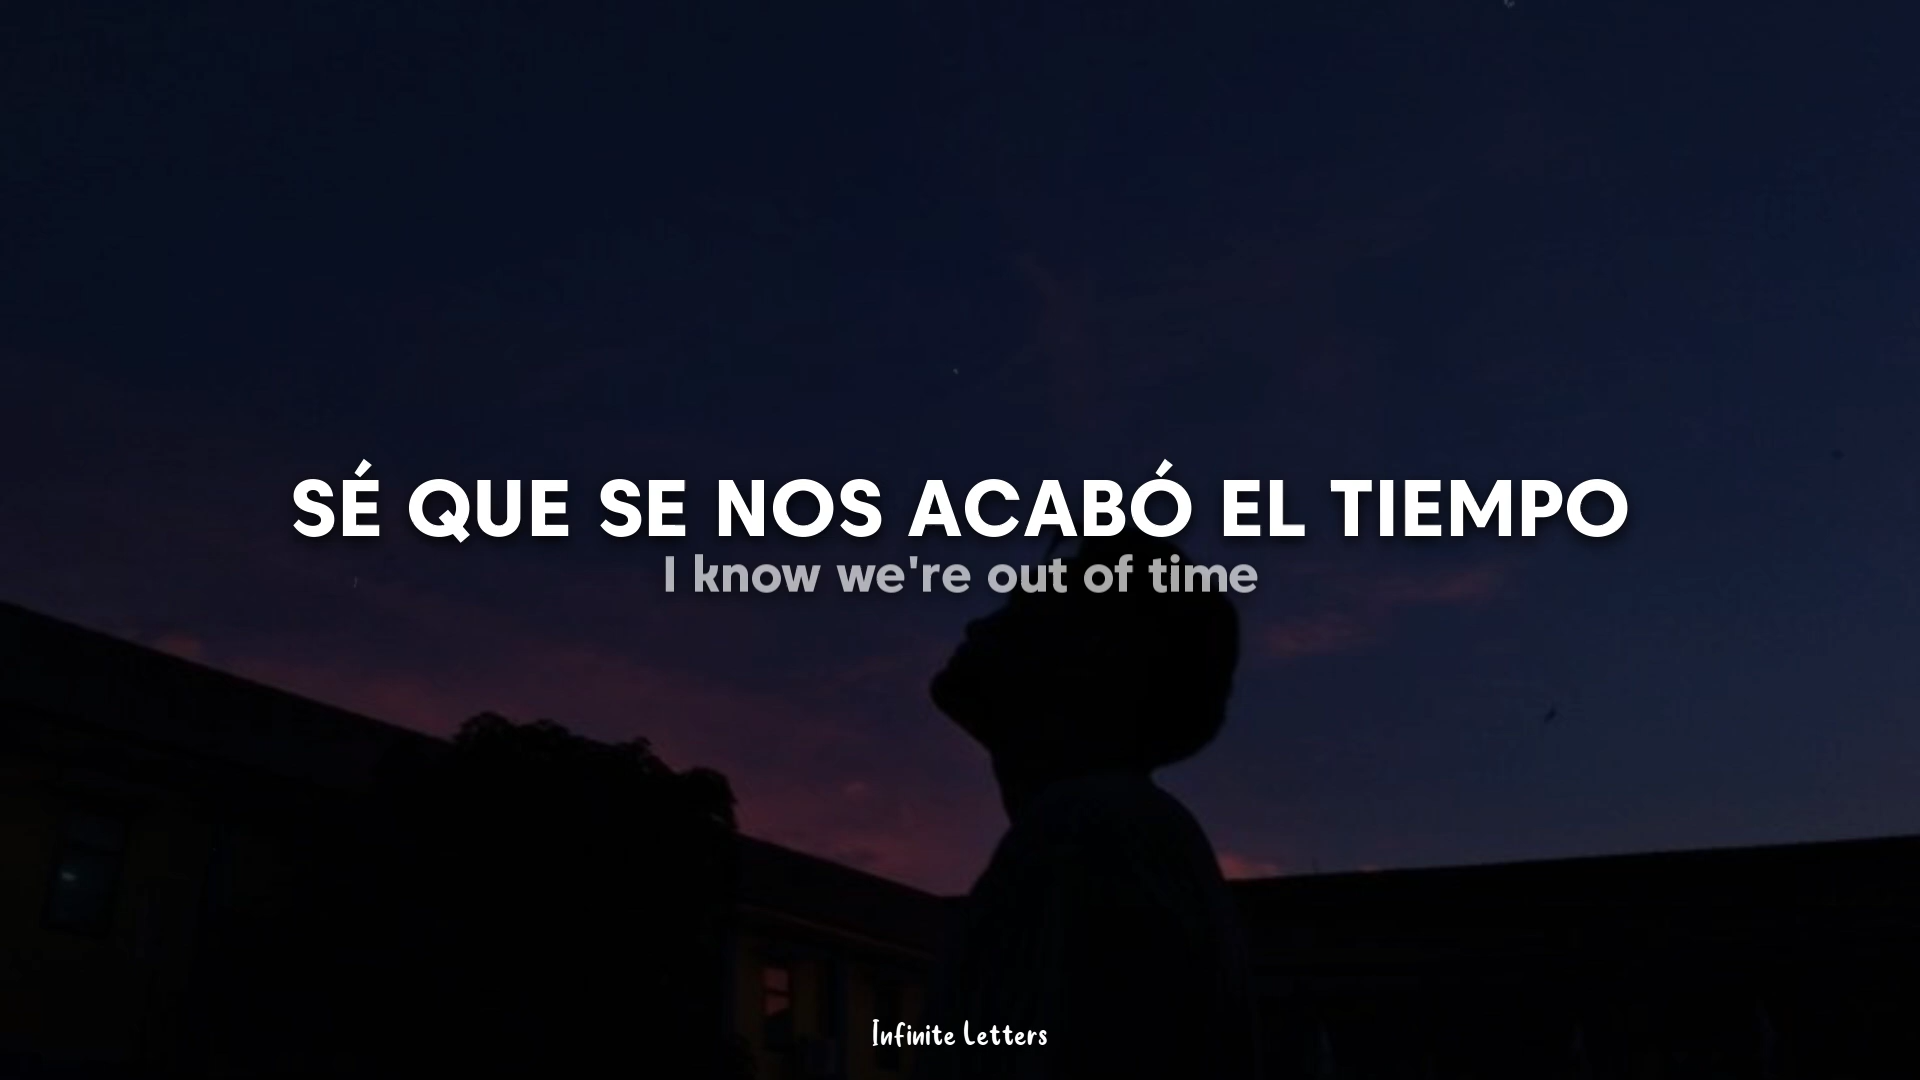 SÉ QUE SE NOS ACABÓ EL TIEMPO
I know we're out of time
Infinite Letters